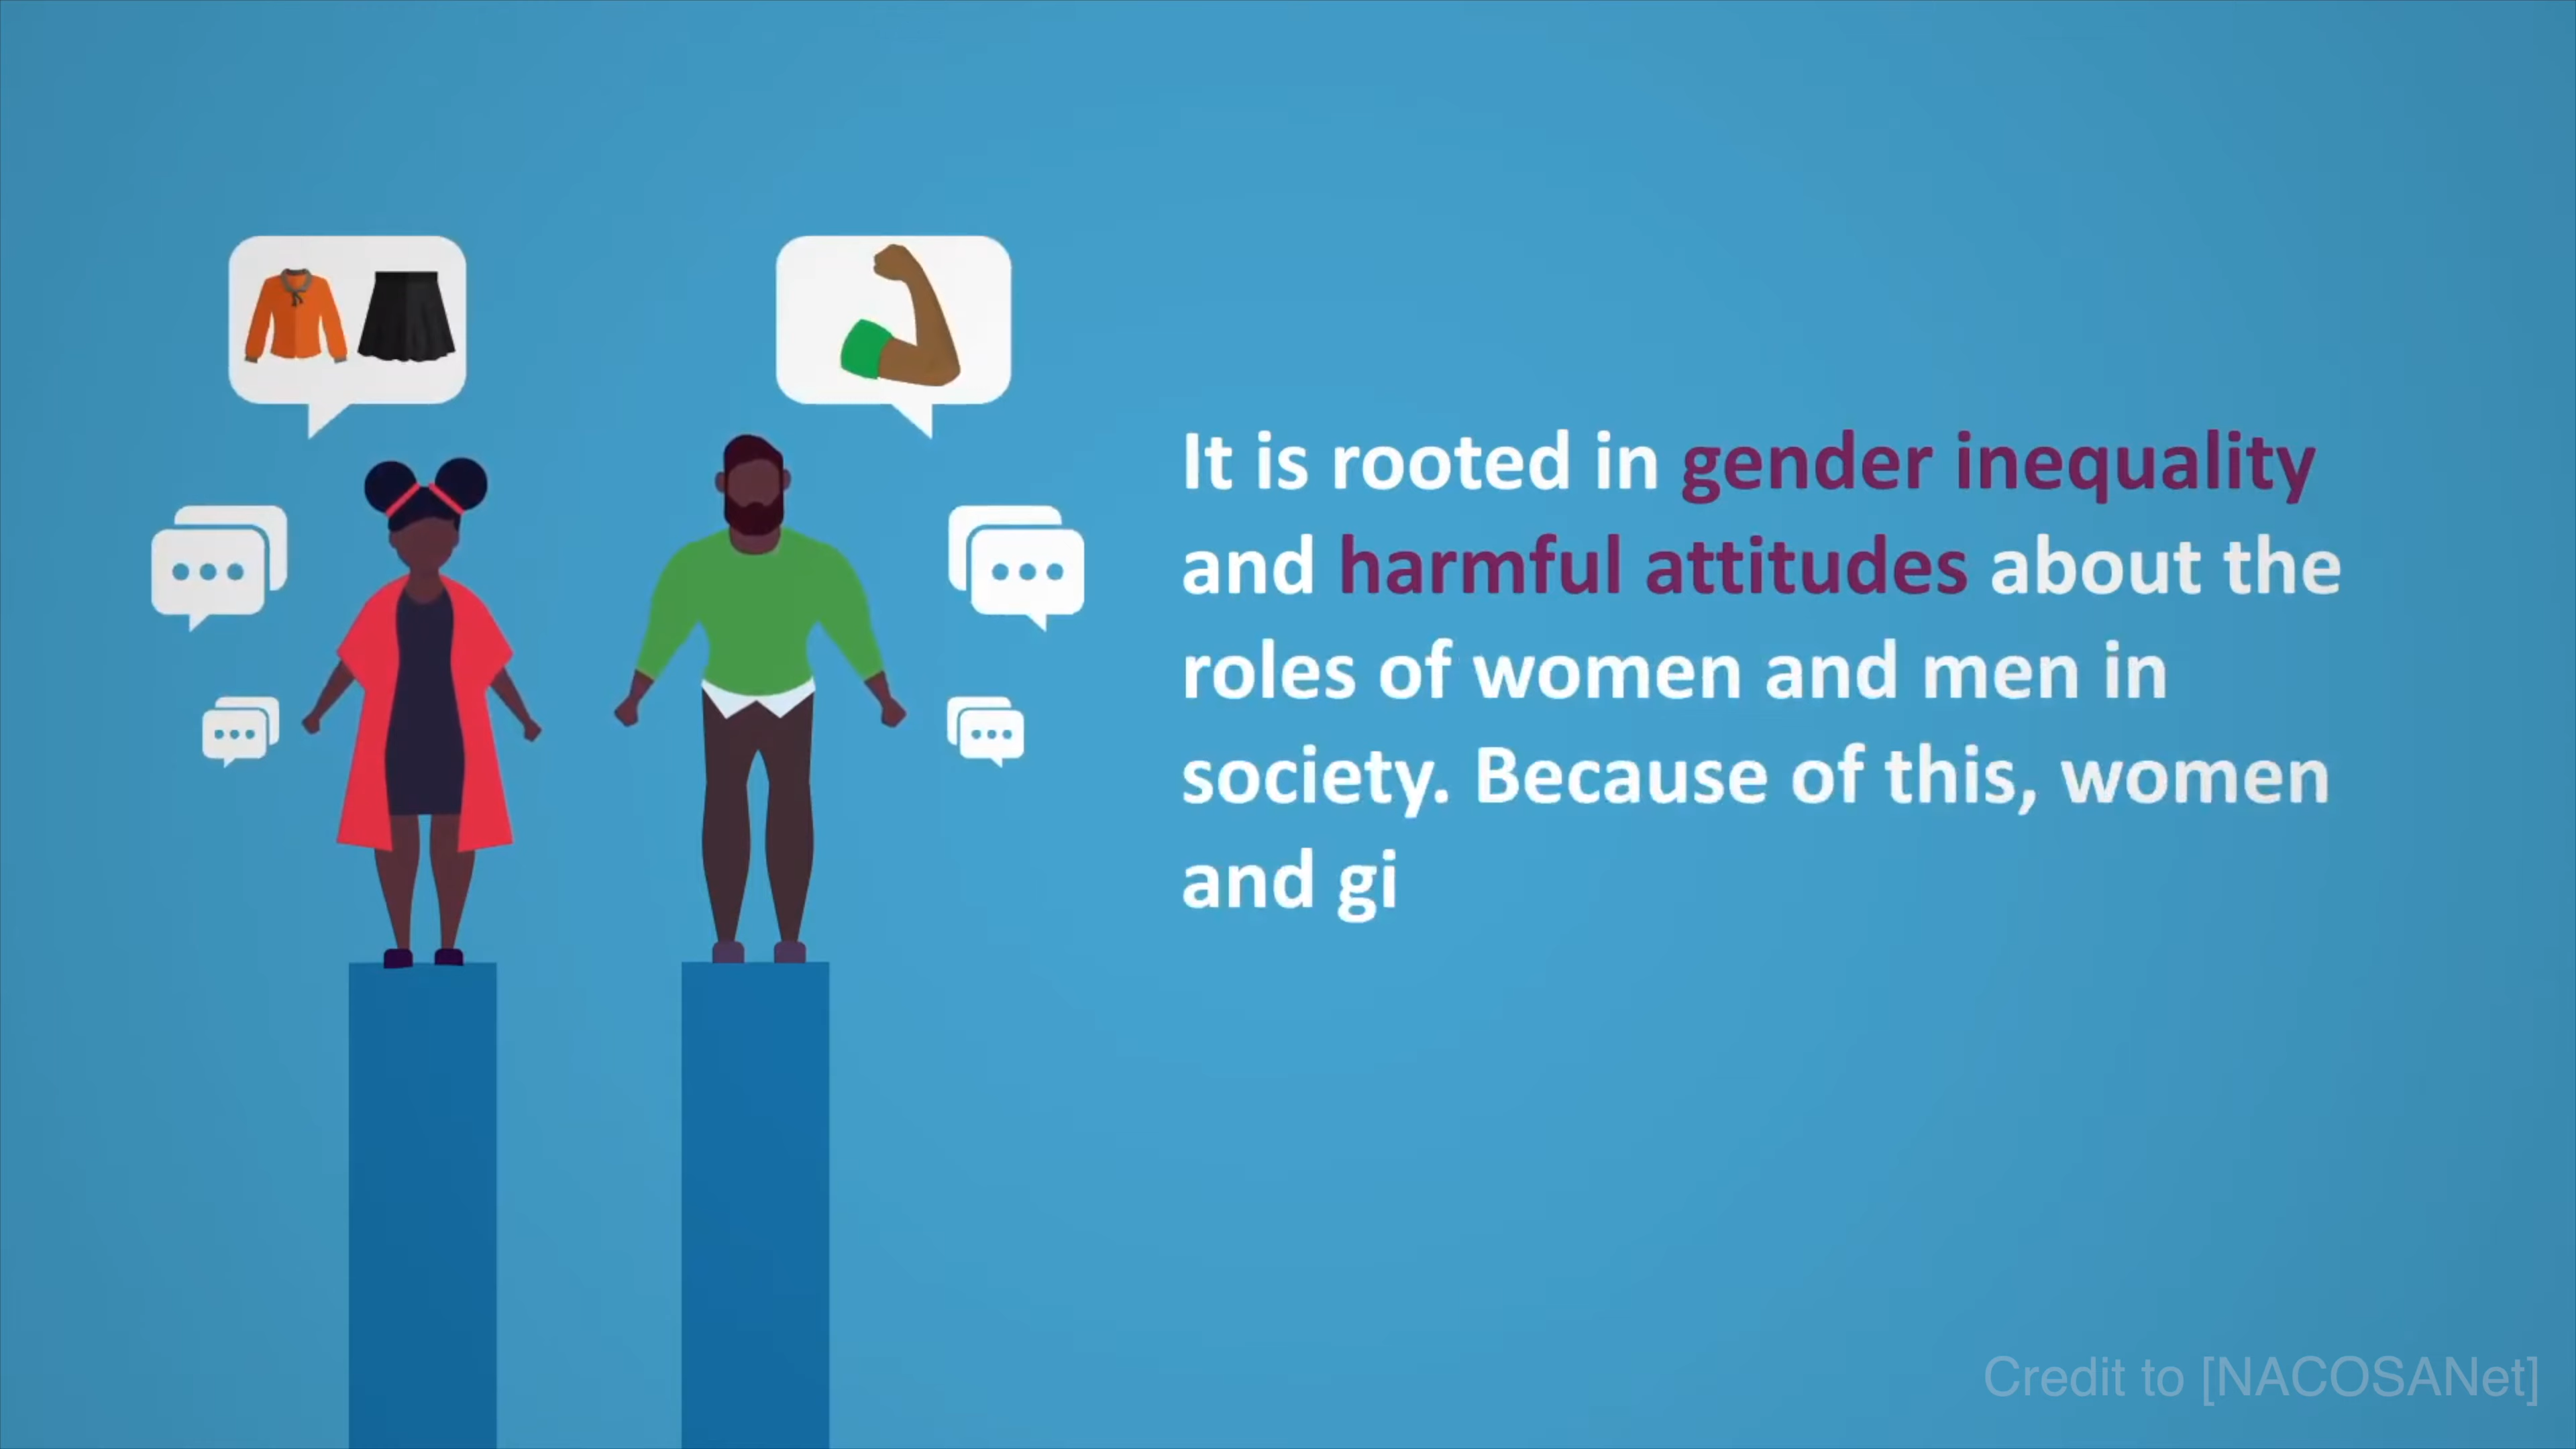 It is rooted in gender inequality
and harmful attitudes about the
roles of women and men in
society. Because of this, women
and gi
Credit to [NACOSANet]